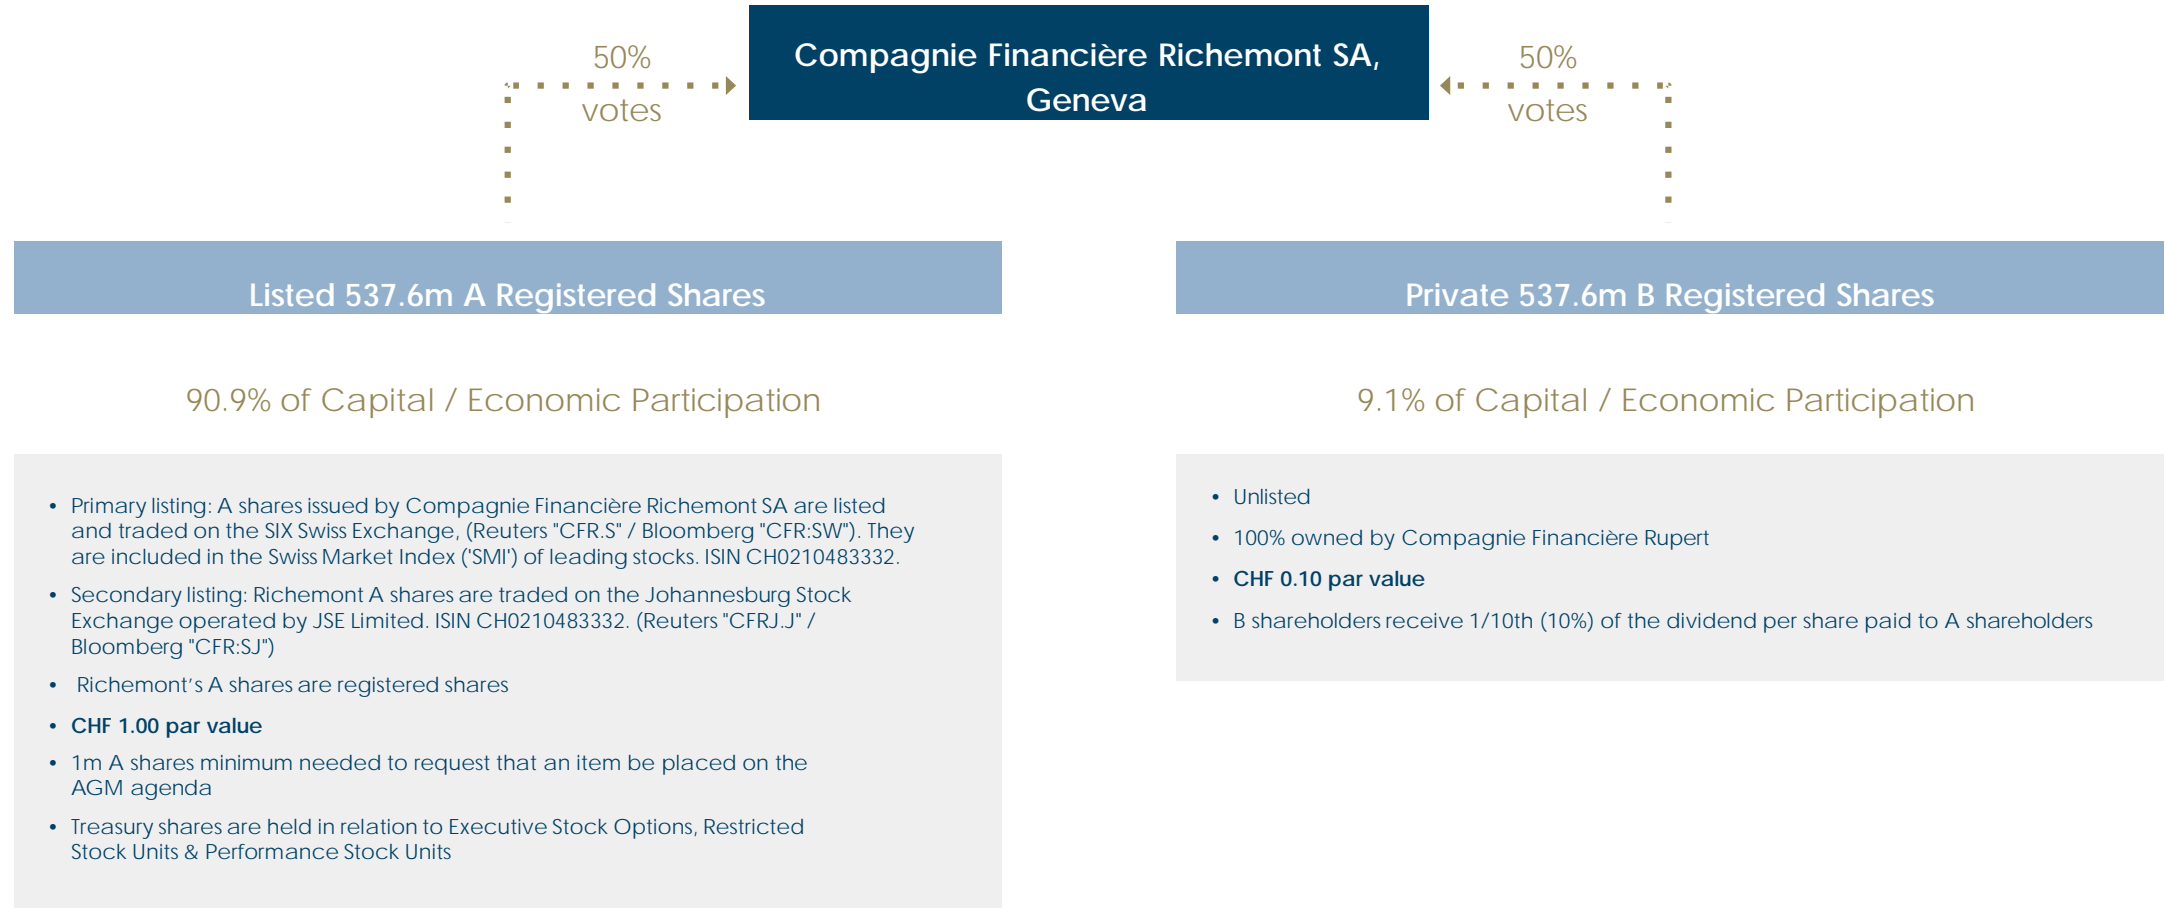 Compagnie Financière Richemont SA,
Geneva
50%
votes
50%
votes
Listed 537.6m A Registered Shares
90.9% of Capital / Economic Participation
• Primary listing: A shares issued by Compagnie Financière Richemont SA are listed
and traded on the SIX Swiss Exchange, (Reuters "CFR.S" / Bloomberg "CFR:SW"). They
are included in the Swiss Market Index ('SMI') of leading stocks. ISIN CH0210483332.
• Secondary listing: Richemont A shares are traded on the Johannesburg Stock
Exchange operated by JSE Limited. ISIN CH0210483332. (Reuters "CFRJ.J" /
Bloomberg "CFR:SJ")
• Richemont's A shares are registered shares
• CHF 1.00 par value
• 1m A shares minimum needed to request that an item be placed on the
AGM agenda
• Treasury shares are held in relation to Executive Stock Options, Restricted
Stock Units & Performance Stock Units
Private 537.6m B Registered Shares
9.1% of Capital / Economic Participation
• Unlisted
• 100% owned by Compagnie Financière Rupert
• CHF 0.10 par value
• B shareholders receive 1/10th (10%) of the dividend per share paid to A shareholders